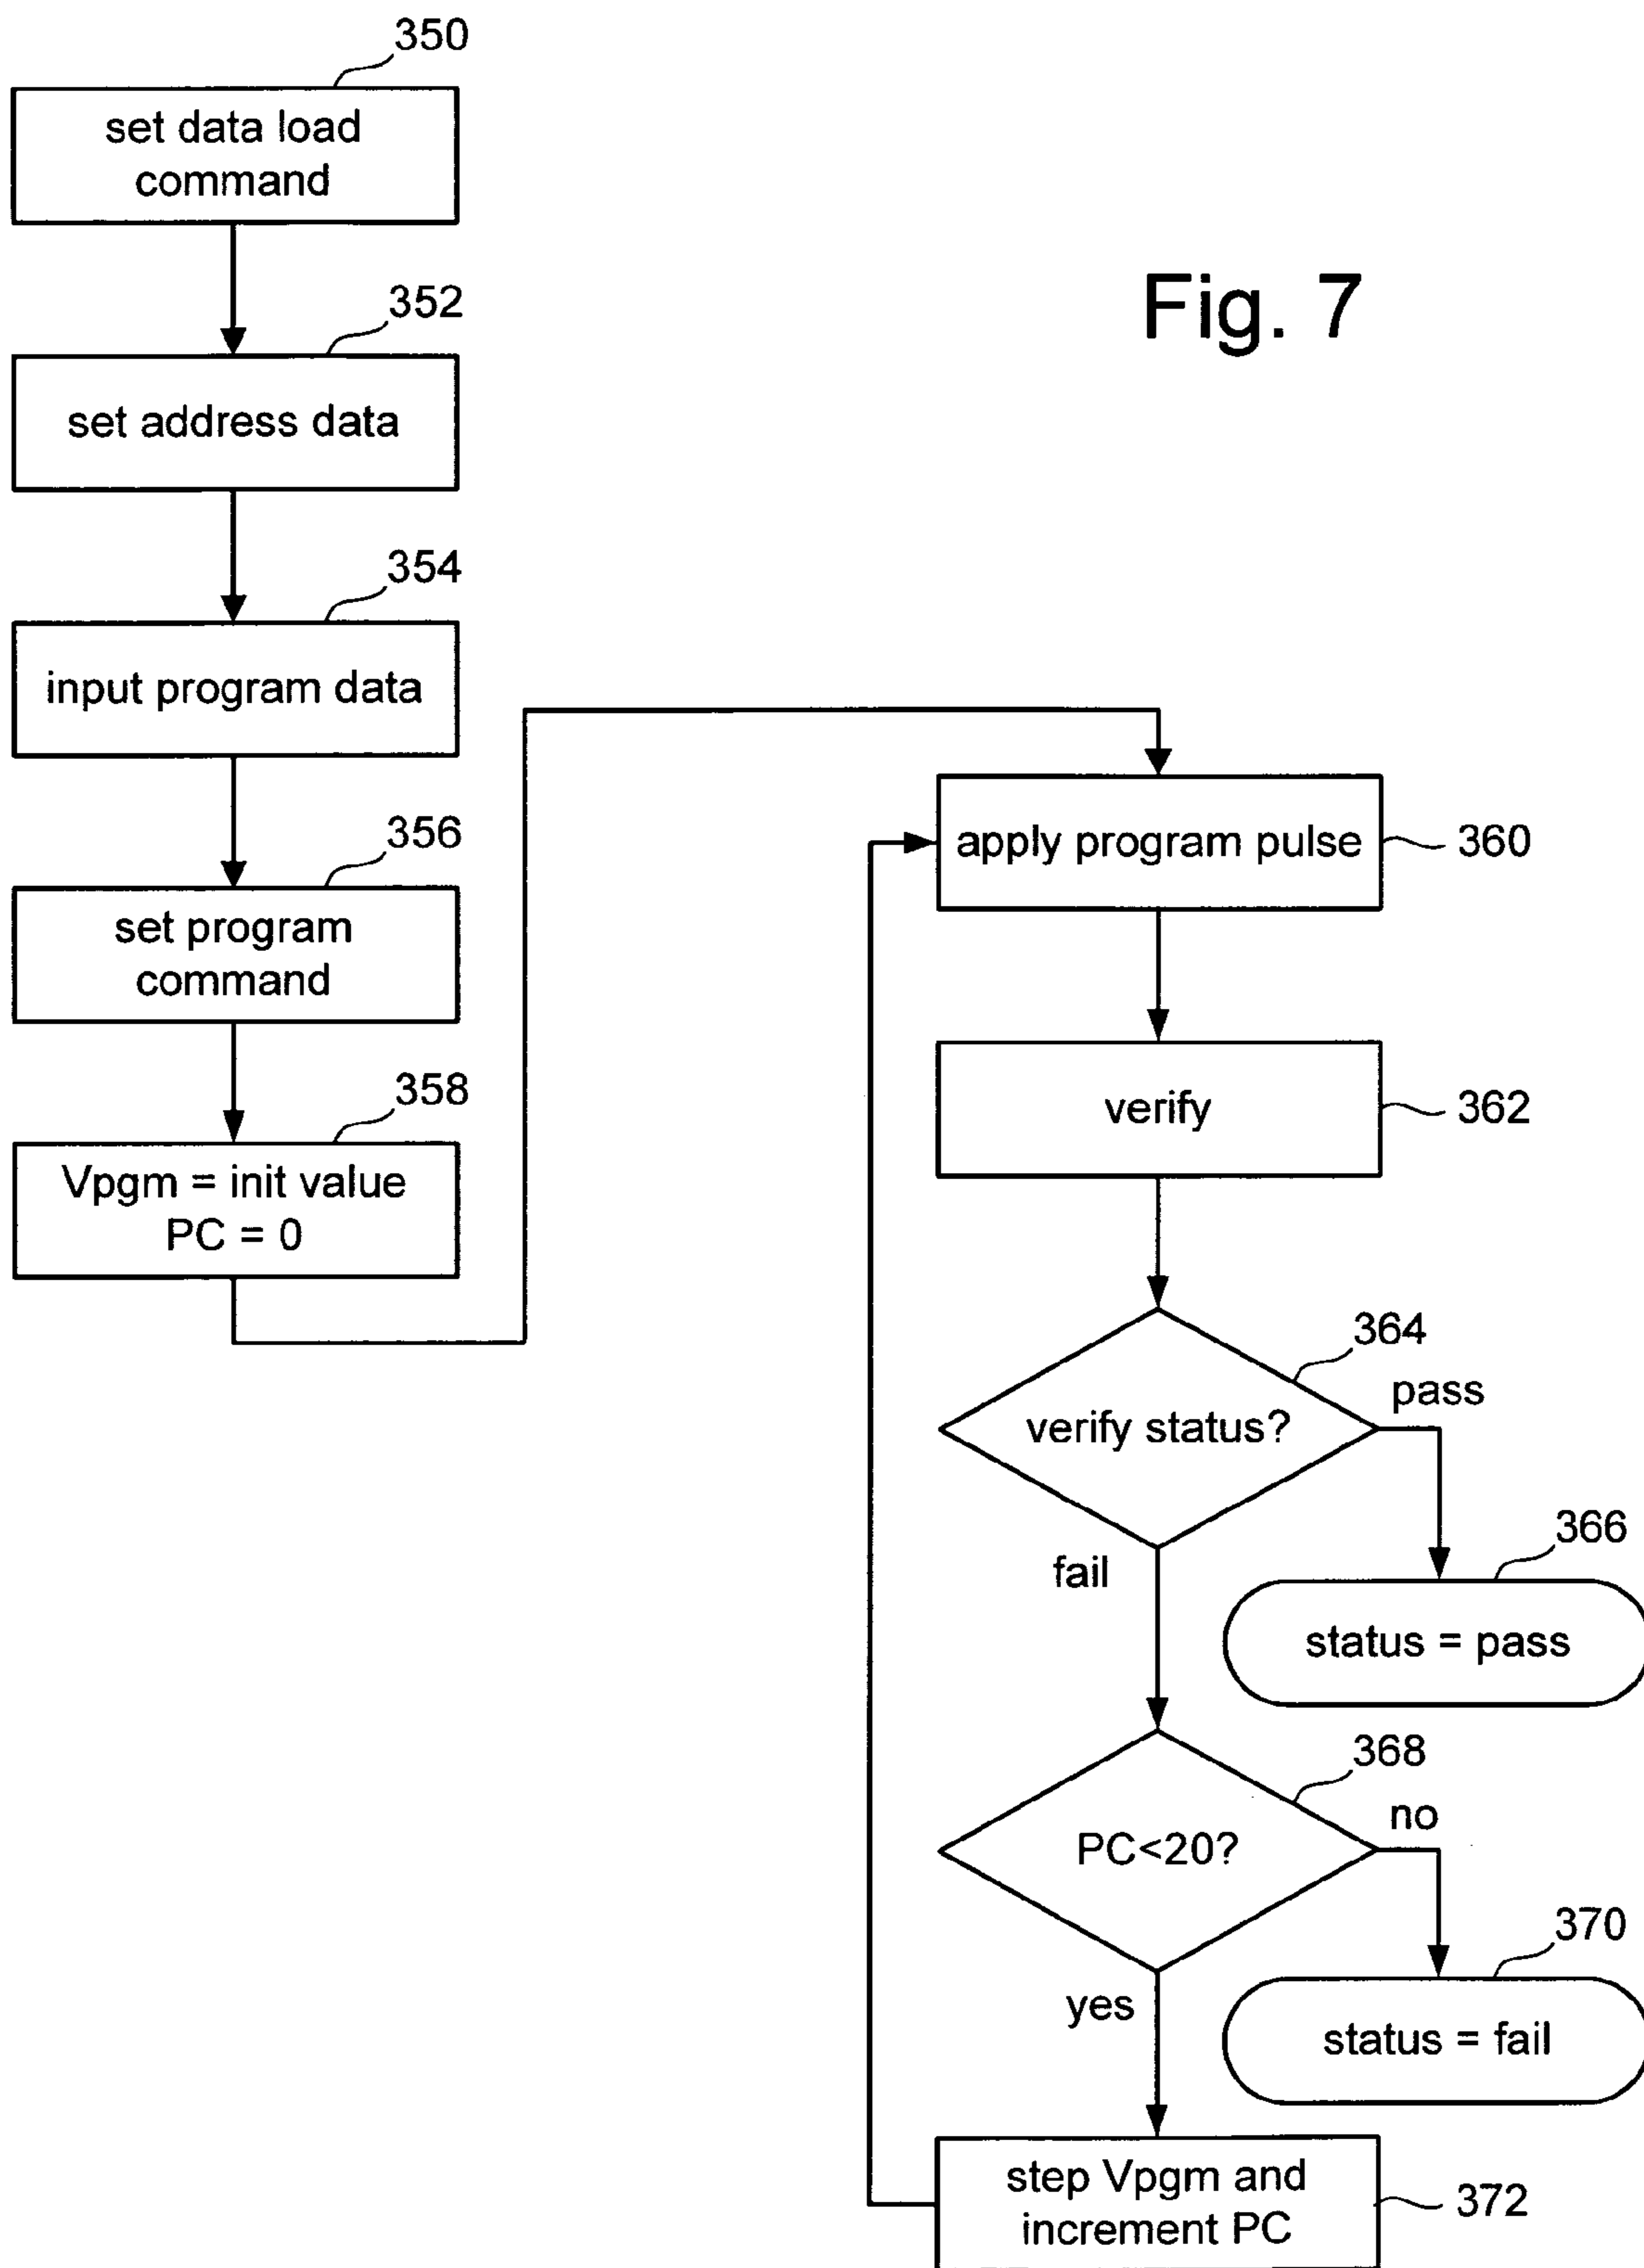 350
set data load
command
352
set address data
354
input program data
356
set program
command
358
Vpgm = init value
PC = 0
Fig. 7
apply program pulse
360
verify
362
364
verify status?
pass
366
status = pass
fail
368
PC<20?
no
370
status = fail
yes
step Vpgm and
increment PC
372